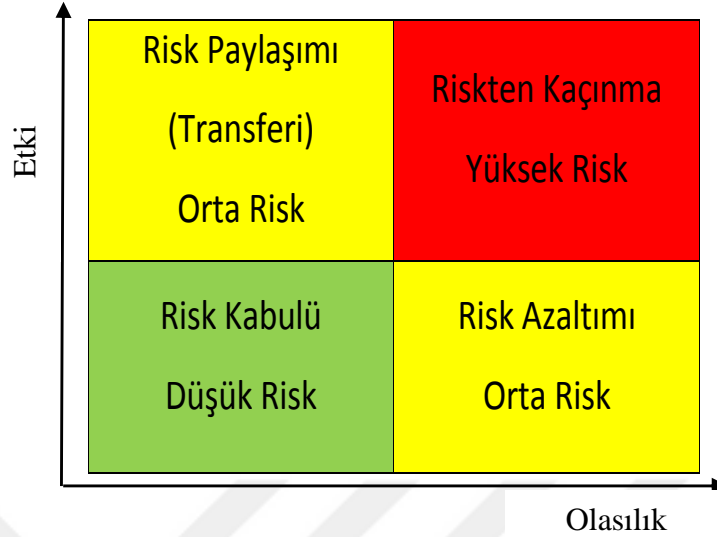 Etki
Risk Paylaşımı
(Transferi)
Orta Risk
Riskten Kaçınma
Yüksek Risk
Risk Kabulü
Düşük Risk
Risk Azaltımı
Orta Risk
Olasılık